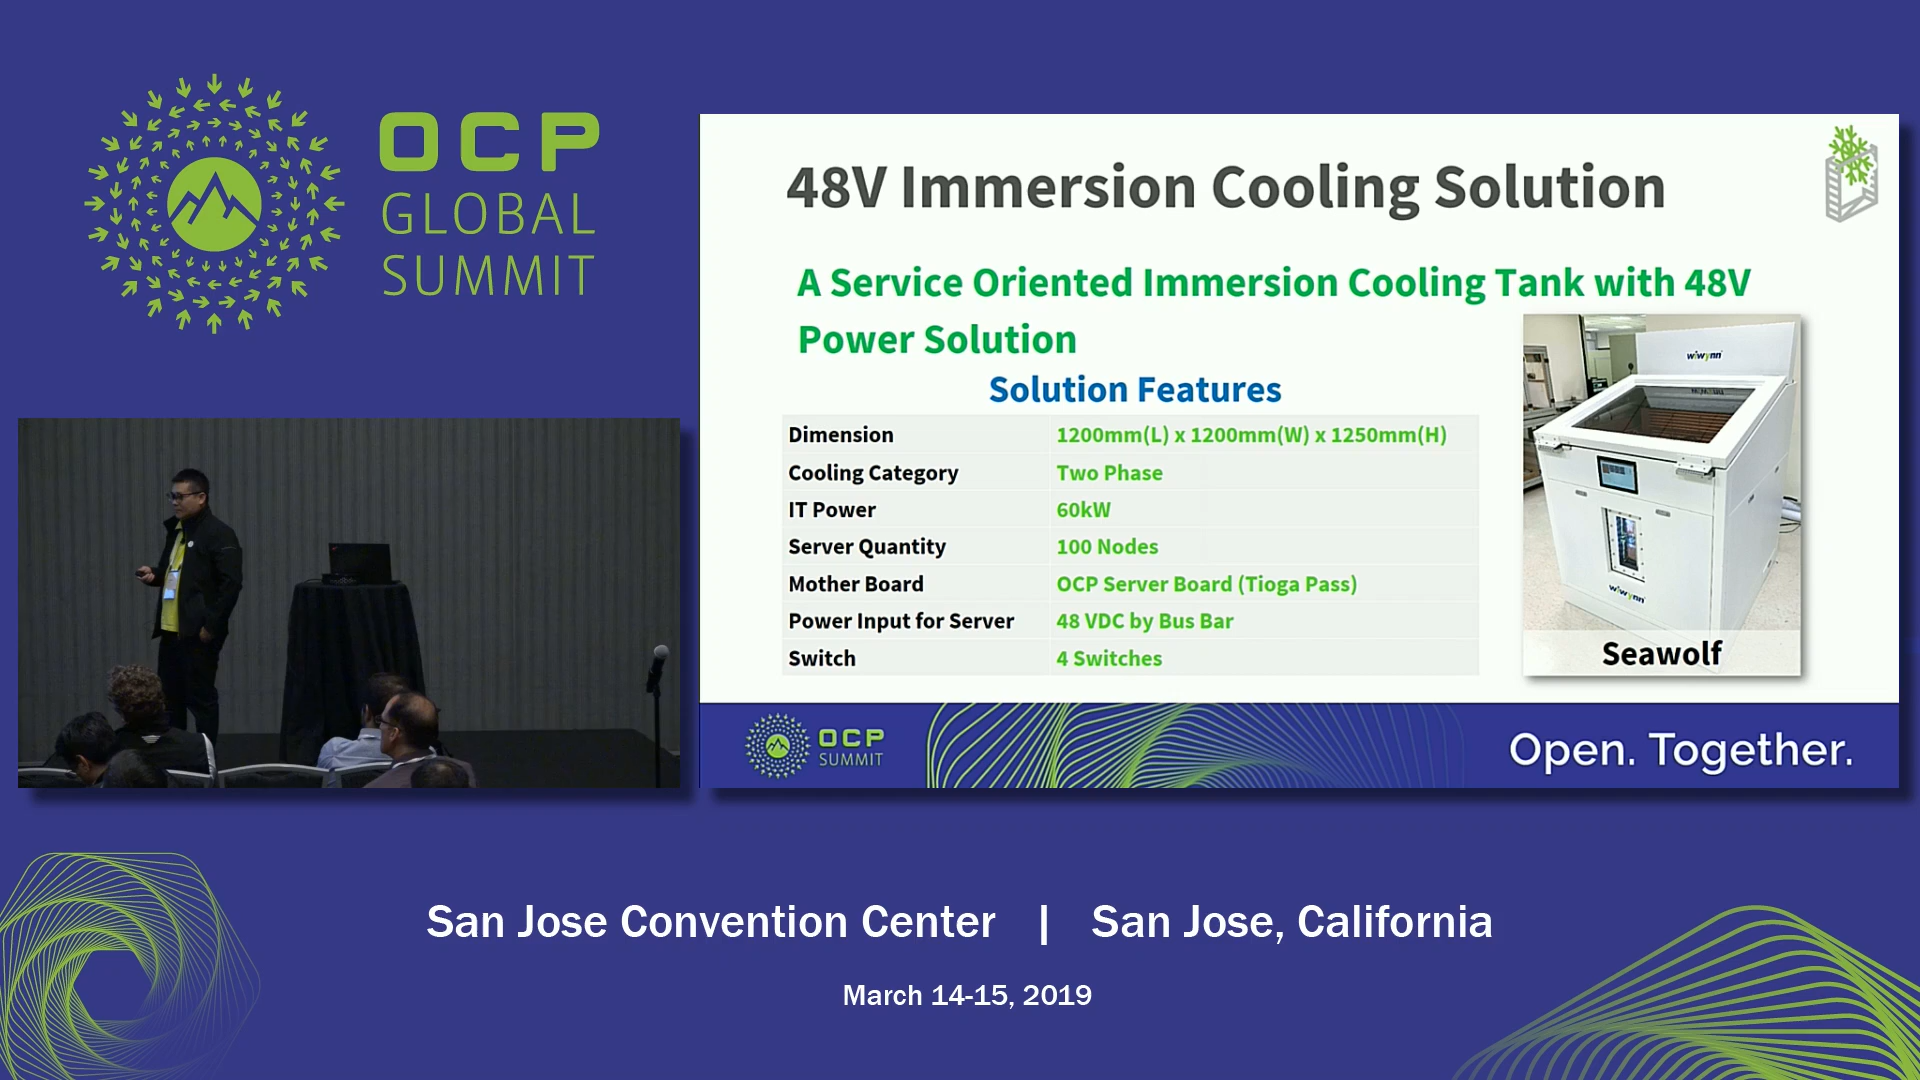 OCP
GLOBAL
SUMMIT
48V Immersion Cooling Solution
A Service Oriented Immersion Cooling Tank with 48V
Power Solution
Solution Features
Dimension 1200mm(L) x 1200mm(W) x 1250mm(H)
Cooling Category Two Phase
IT Power 60kW
Server Quantity 100 Nodes
Mother Board OCP Server Board (Tioga Pass)
Power Input for Server 48 VDC by Bus Bar
Switch 4 Switches
wiwynn
wiwynn
Seawolf
OCP
SUMMIT
Open. Together.
San Jose Convention Center | San Jose, California
March 14-15, 2019